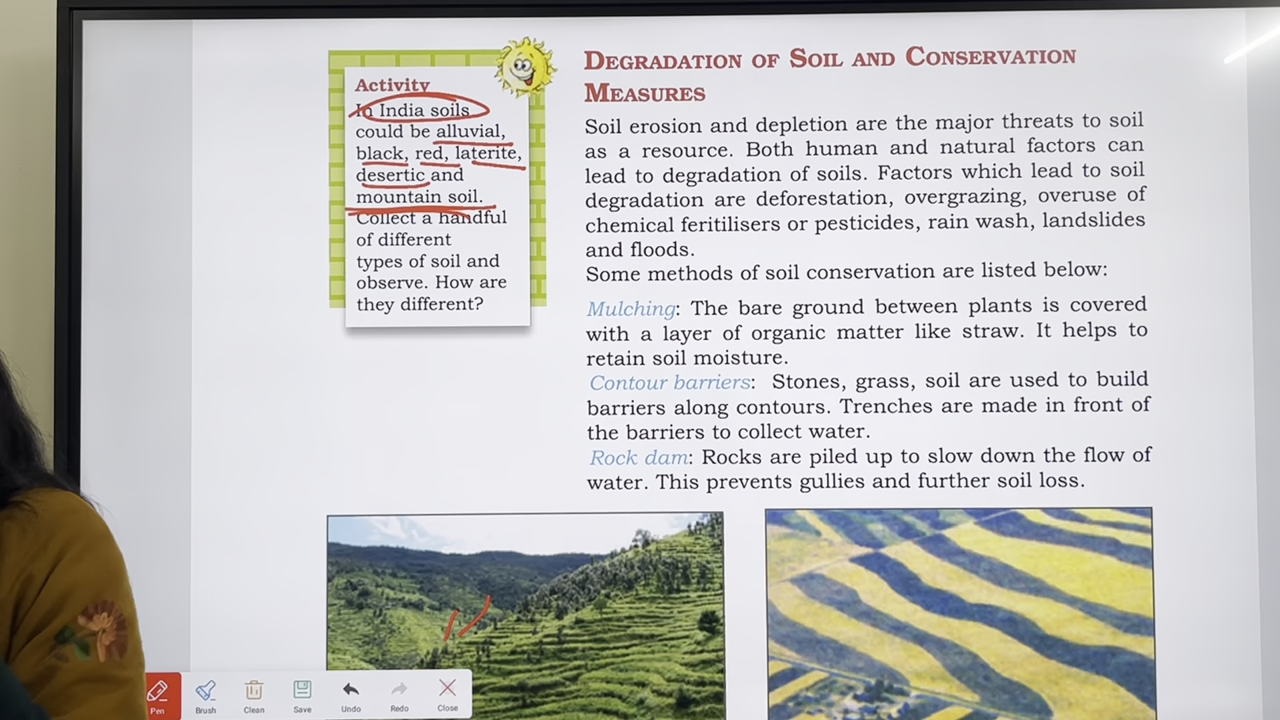 Activity
In India soils
could be alluvial,
black, red, laterite,
desertic and
mountain soil.
Collect a handful
of different
types of soil and
observe. How are
they different?
DEGRADATION OF SOIL AND CONSERVATION
MEASURES
Soil erosion and depletion are the major threats to soil
as a resource. Both human and natural factors can
lead to degradation of soils. Factors which lead to soil
degradation are deforestation, overgrazing, overuse of
chemical feritilisers or pesticides, rain wash, landslides
and floods.
Some methods of soil conservation are listed below:
Mulching: The bare ground between plants is covered
with a layer of organic matter like straw. It helps to
retain soil moisture.
Contour barriers: Stones, grass, soil are used to build
barriers along contours. Trenches are made in front of
the barriers to collect water.
Rock dam: Rocks are piled up to slow down the flow of
water. This prevents gullies and further soil loss.
Pen Brush Clean Save Undo Redo Close